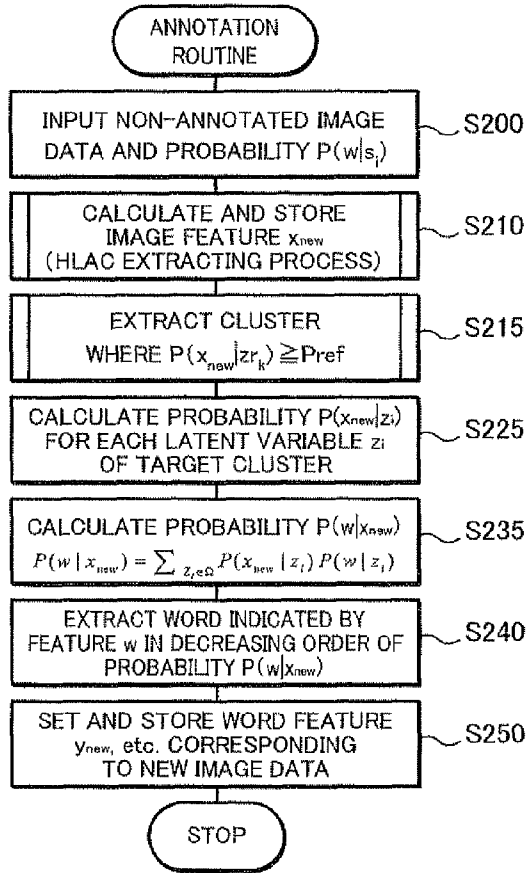 ANNOTATION
ROUTINE
INPUT NON-ANNOTATED IMAGE
DATA AND PROBABILITY P(w|si)
S200
CALCULATE AND STORE
IMAGE FEATURE xnew
(HLAC EXTRACTING PROCESS)
S210
EXTRACT CLUSTER
WHERE P(xnew|zrk)≧Pref
S215
CALCULATE PROBABILITY P(xnew|zi)
FOR EACH LATENT VARIABLE zi
OF TARGET CLUSTER
S225
CALCULATE PROBABILITY P(w|xnew)
P(w | xnew) = ∑ Zi∈Ω P(xnew | zi) P(w | zi)
S235
EXTRACT WORD INDICATED BY
FEATURE w IN DECREASING ORDER OF
PROBABILITY P(w|xnew)
S240
SET AND STORE WORD FEATURE
ynew, etc. CORRESPONDING
TO NEW IMAGE DATA
S250
STOP